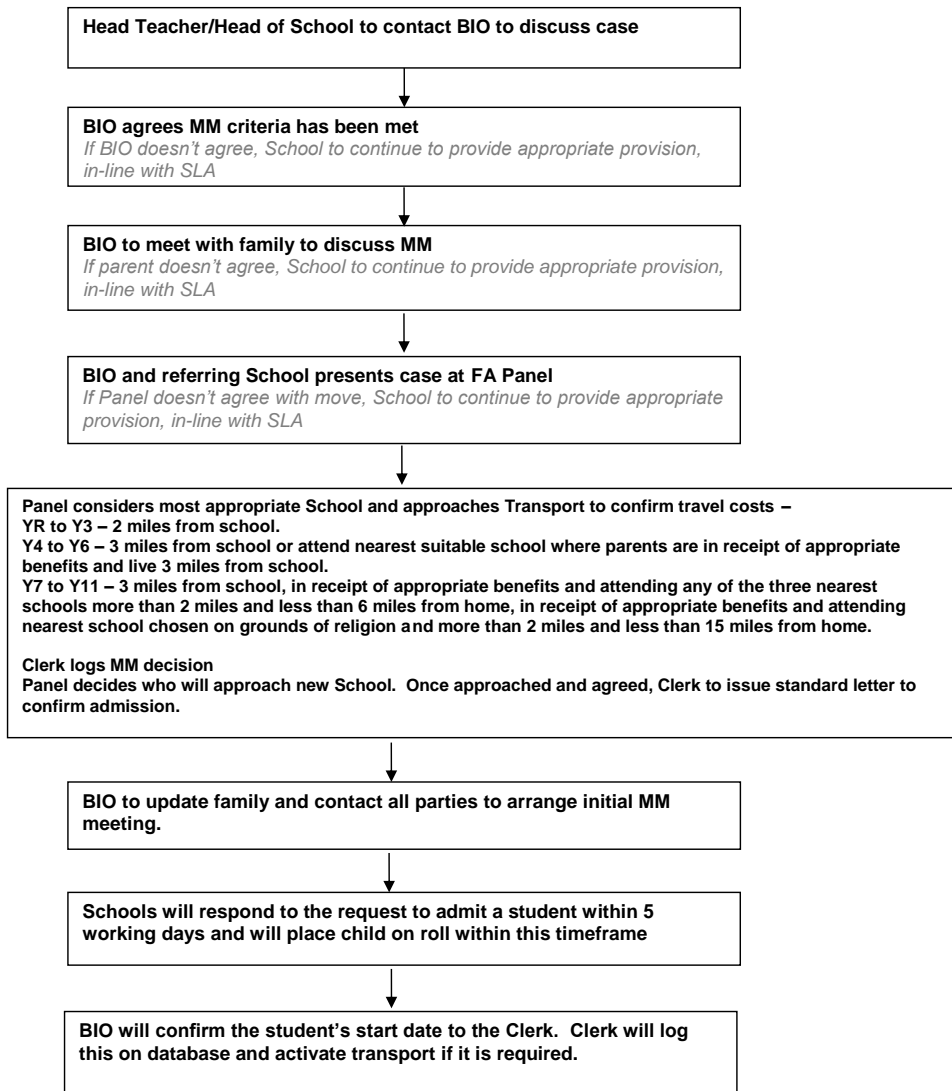 Head Teacher/Head of School to contact BIO to discuss case
BIO agrees MM criteria has been met
If BIO doesn't agree, School to continue to provide appropriate provision,
in-line with SLA
BIO to meet with family to discuss MM
If parent doesn't agree, School to continue to provide appropriate provision,
in-line with SLA
BIO and referring School presents case at FA Panel
If Panel doesn't agree with move, School to continue to provide appropriate
provision, in-line with SLA
Panel considers most appropriate School and approaches Transport to confirm travel costs –
YR to Y3 – 2 miles from school.
Y4 to Y6 – 3 miles from school or attend nearest suitable school where parents are in receipt of appropriate
benefits and live 3 miles from school.
Y7 to Y11 – 3 miles from school, in receipt of appropriate benefits and attending any of the three nearest
schools more than 2 miles and less than 6 miles from home, in receipt of appropriate benefits and attending
nearest school chosen on grounds of religion and more than 2 miles and less than 15 miles from home.
Clerk logs MM decision
Panel decides who will approach new School.  Once approached and agreed, Clerk to issue standard letter to
confirm admission.
BIO to update family and contact all parties to arrange initial MM
meeting.
Schools will respond to the request to admit a student within 5
working days and will place child on roll within this timeframe
BIO will confirm the student's start date to the Clerk.  Clerk will log
this on database and activate transport if it is required.